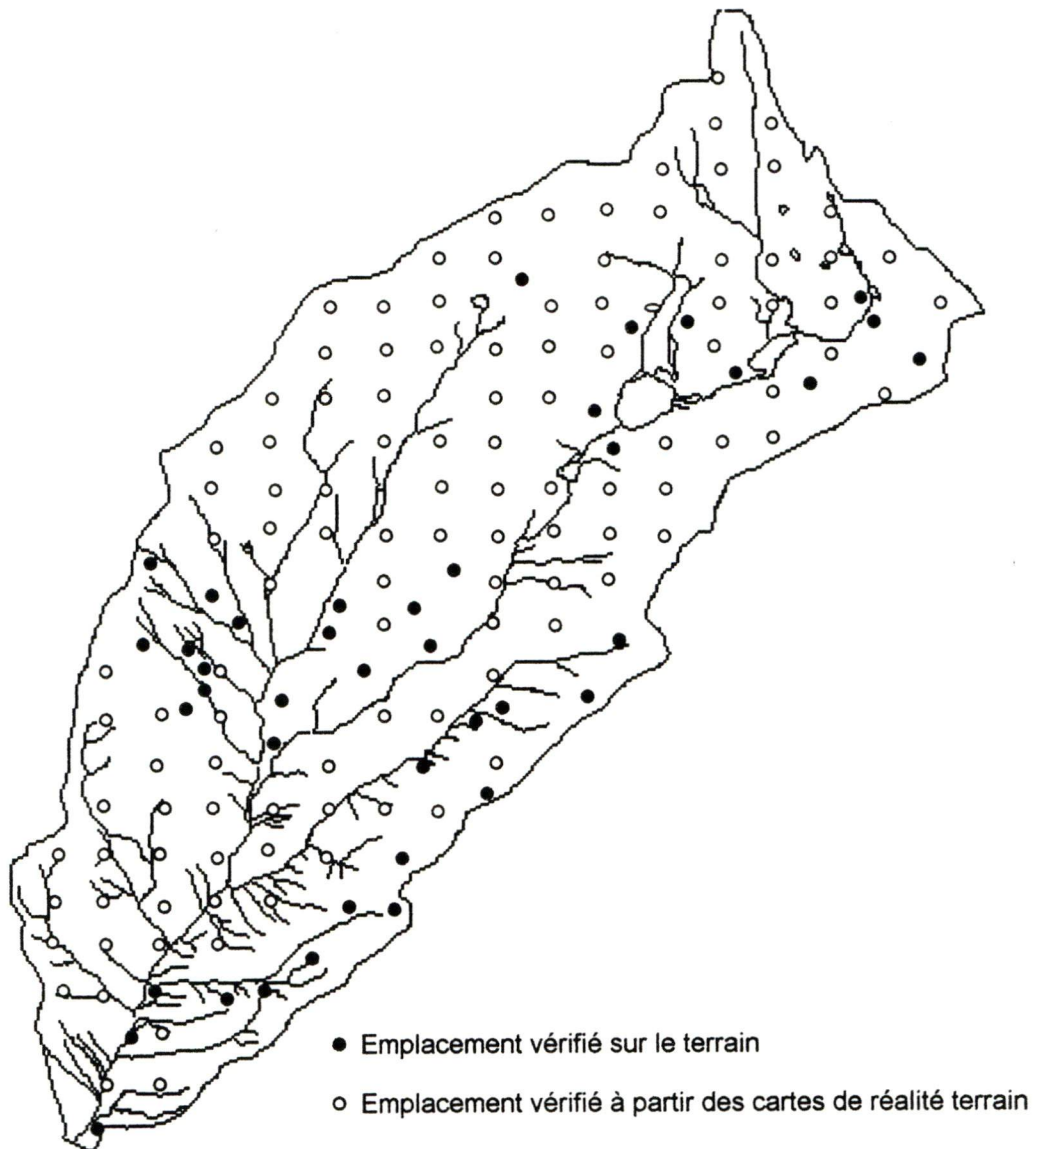 Emplacement vérifié sur le terrain
Emplacement vérifié à partir des cartes de réalité terrain